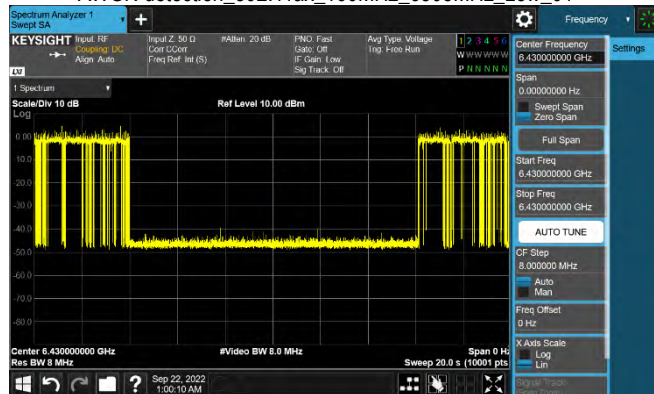 Spectrum Analyzer 1
Swept SA
Frequency
KEYSIGHT
Input: RF
Coupling: DC
Align: Auto
Input Z: 50 Ω
Corr CCorr
Freq Ref: Int (S)
#Atten: 20 dB
PNO: Fast
Gate: Off
IF Gain: Low
Sig Track: Off
Avg Type: Voltage
Trig: Free Run
1 2 3 4 5 6
W W W W W W
P N N N N N
LXI
1 Spectrum
Scale/Div 10 dB
Ref Level 10.00 dBm
Log
0.00
-10.0
-20.0
-30.0
-40.0
-50.0
-60.0
-70.0
-80.0
Center 6.430000000 GHz
#Video BW 8.0 MHz
Span 0 Hz
Res BW 8 MHz
Sweep 20.0 s (10001 pts
Sep 22, 2022
1:00:10 AM
Center Frequency
6.430000000 GHz
Settings
Span
0.00000000 Hz
Swept Span
Zero Span
Full Span
Start Freq
6.430000000 GHz
Stop Freq
6.430000000 GHz
AUTO TUNE
CF Step
8.000000 MHz
Auto
Man
Freq Offset
0 Hz
X Axis Scale
Log
Lin
Signal Track